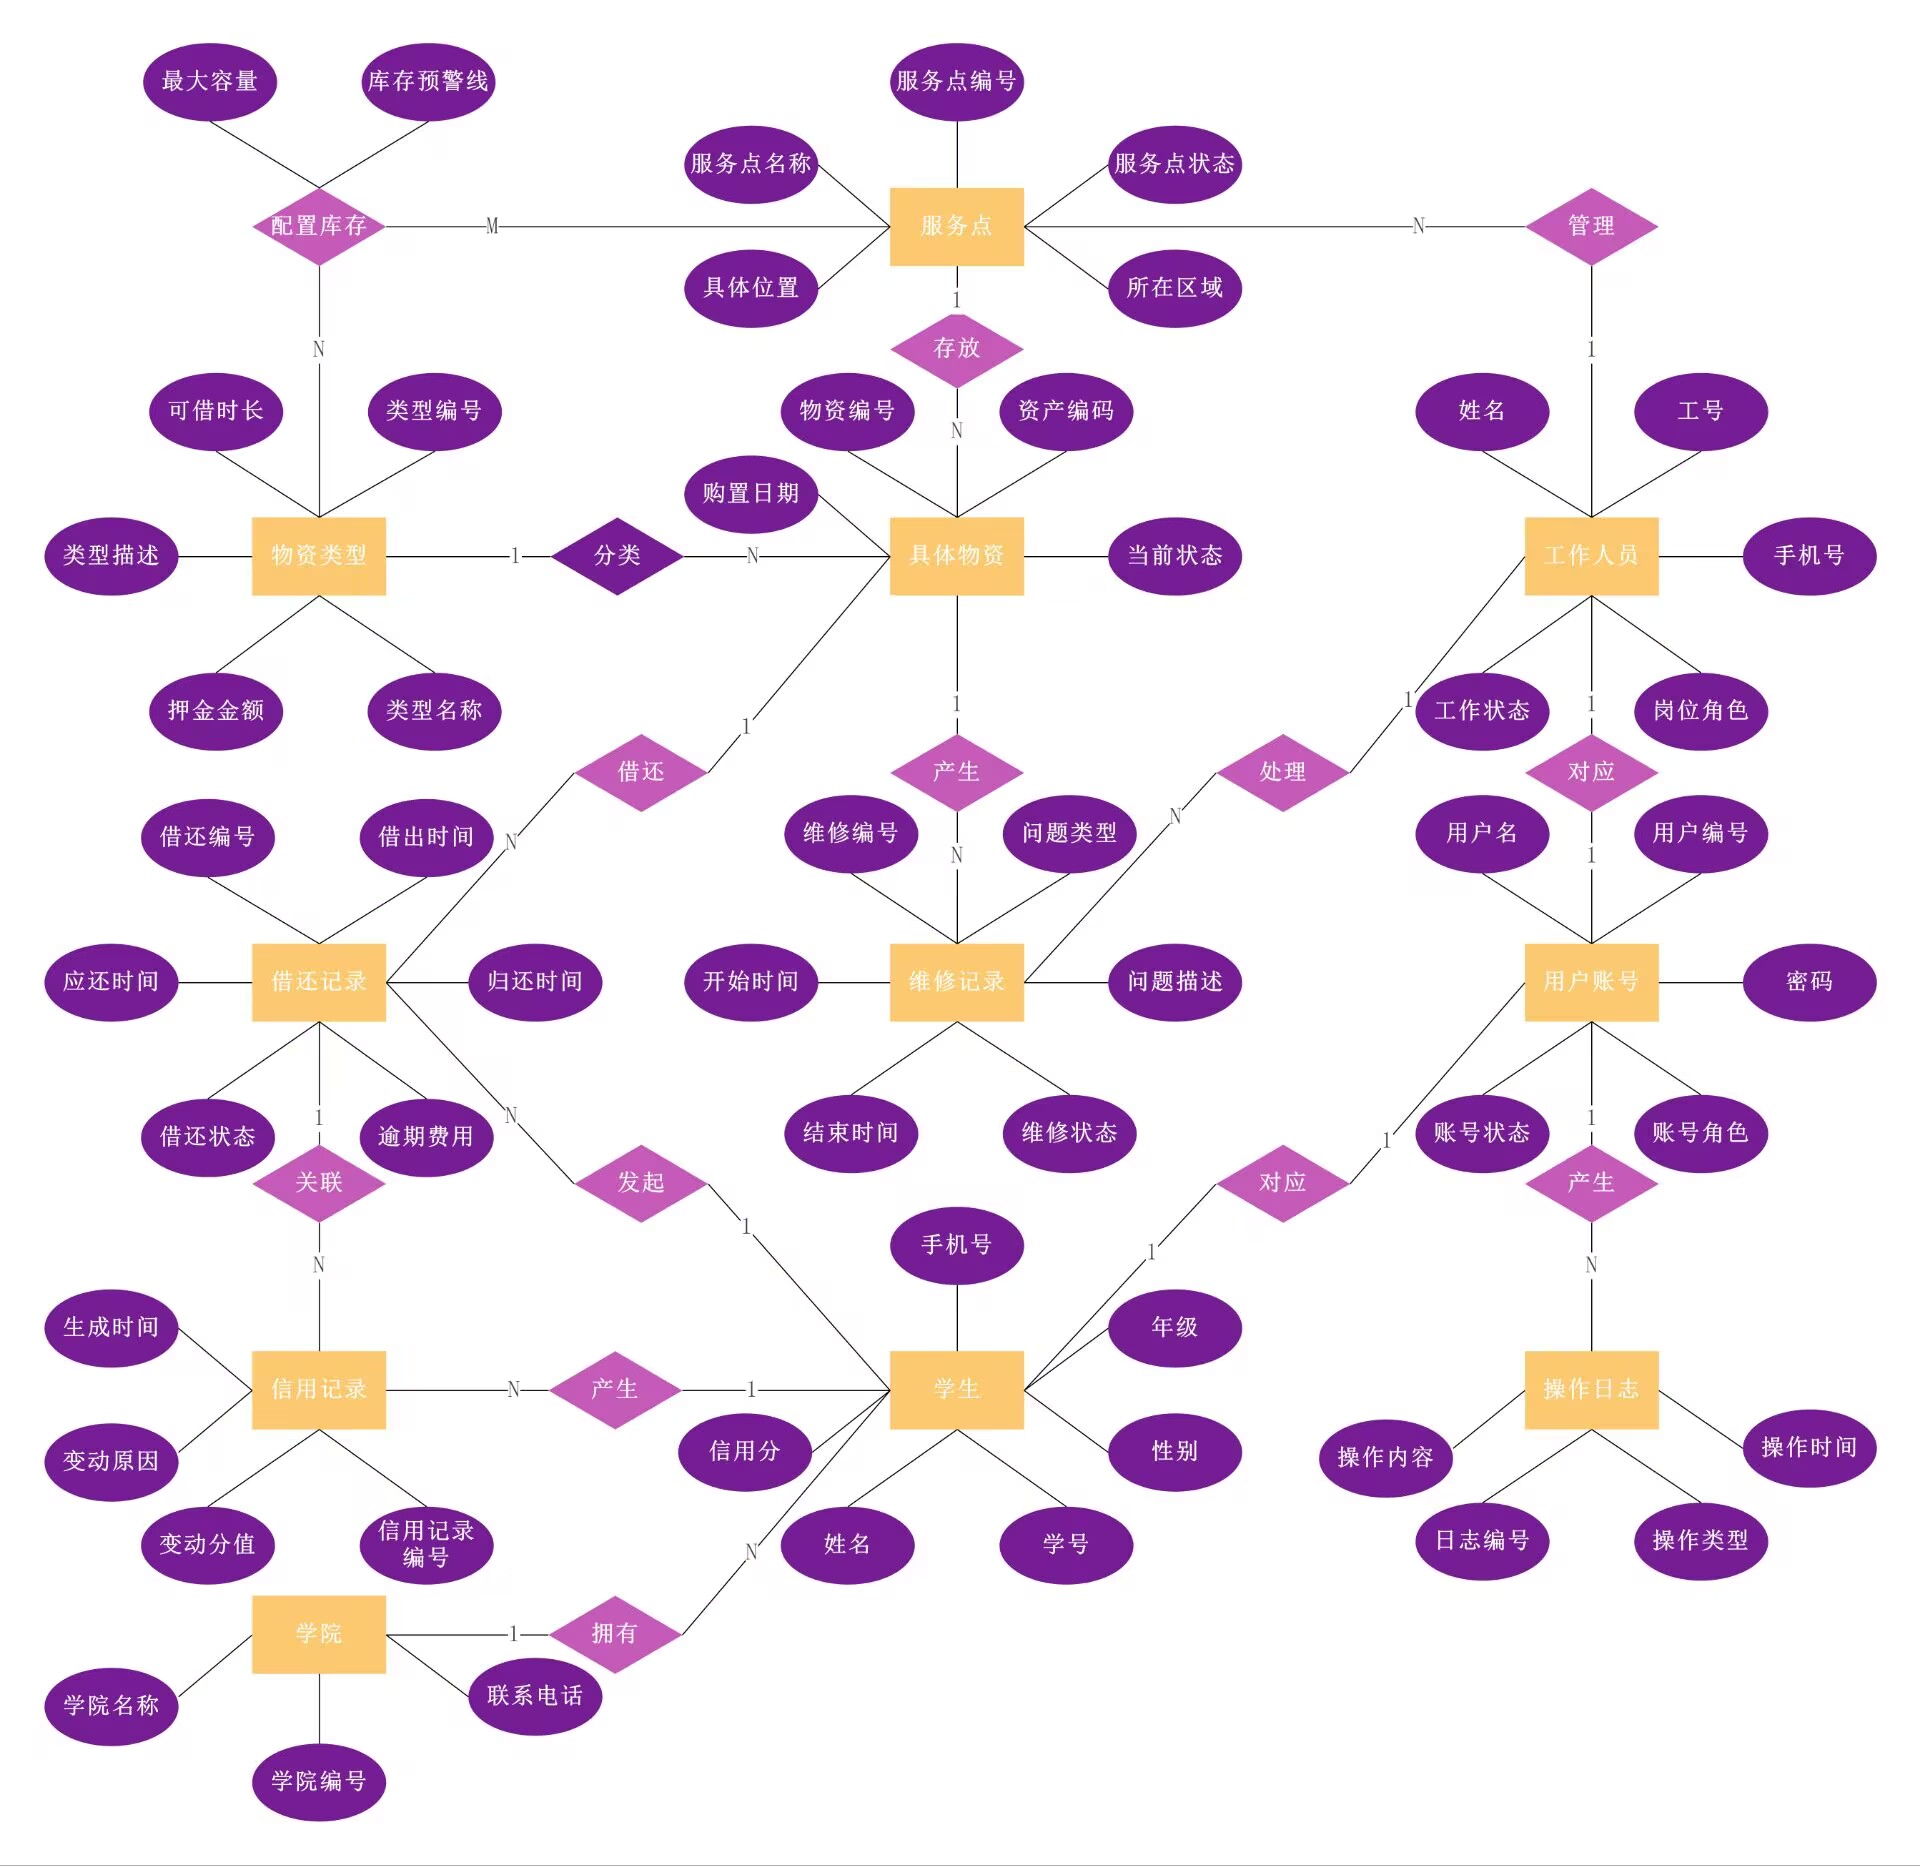 最大容量
库存预警线
服务点编号
服务点名称
服务点状态
配置库存
M
服务点
N
管理
具体位置
所在区域
1
N
存放
1
可借时长
类型编号
物资编号
资产编码
姓名
工号
N
购置日期
类型描述
物资类型
1
分类
N
具体物资
当前状态
工作人员
手机号
押金金额
类型名称
1
1
1
工作状态
1
岗位角色
借还
产生
处理
对应
N
借还编号
借出时间
N
维修编号
问题类型
N
用户名
1
用户编号
应还时间
借还记录
归还时间
开始时间
维修记录
问题描述
用户账号
密码
1
N
1
1
借还状态
逾期费用
结束时间
维修状态
账号状态
账号角色
关联
发起
对应
产生
N
1
手机号
1
N
生成时间
年级
信用记录
N
产生
1
学生
操作日志
变动原因
信用分
性别
操作内容
操作时间
变动分值
信用记录
编号
N
姓名
学号
日志编号
操作类型
学院
1
拥有
学院名称
联系电话
学院编号